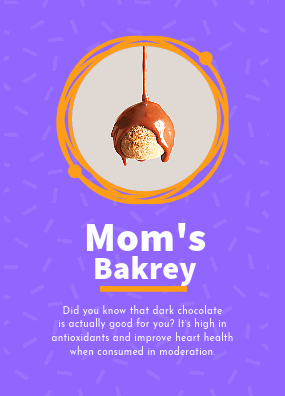 Mom's
Bakrey
Did you know that dark chocolate
is actually good for you? It's high in
antioxidants and improve heart health
when consumed in moderation.